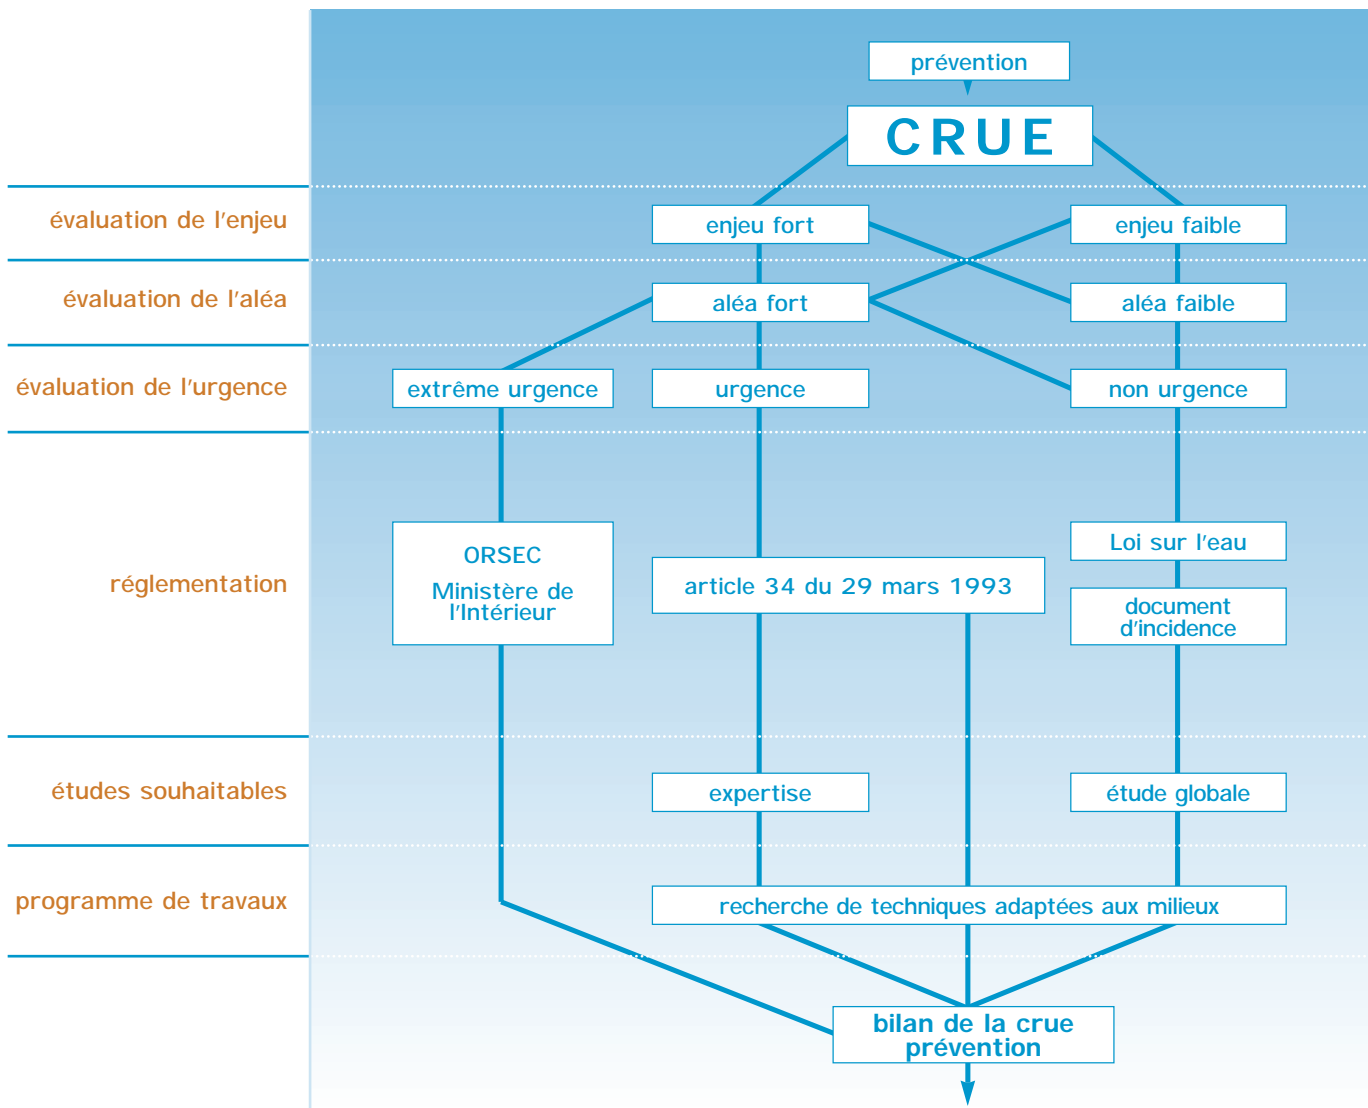 prévention
CRUE
évaluation de l'enjeu
enjeu fort
enjeu faible
évaluation de l'aléa
aléa fort
aléa faible
évaluation de l'urgence
extrême urgence
urgence
non urgence
réglementation
ORSEC
Ministère de
l'Intérieur
article 34 du 29 mars 1993
Loi sur l'eau
document
d'incidence
études souhaitables
expertise
étude globale
programme de travaux
recherche de techniques adaptées aux milieux
bilan de la crue
prévention